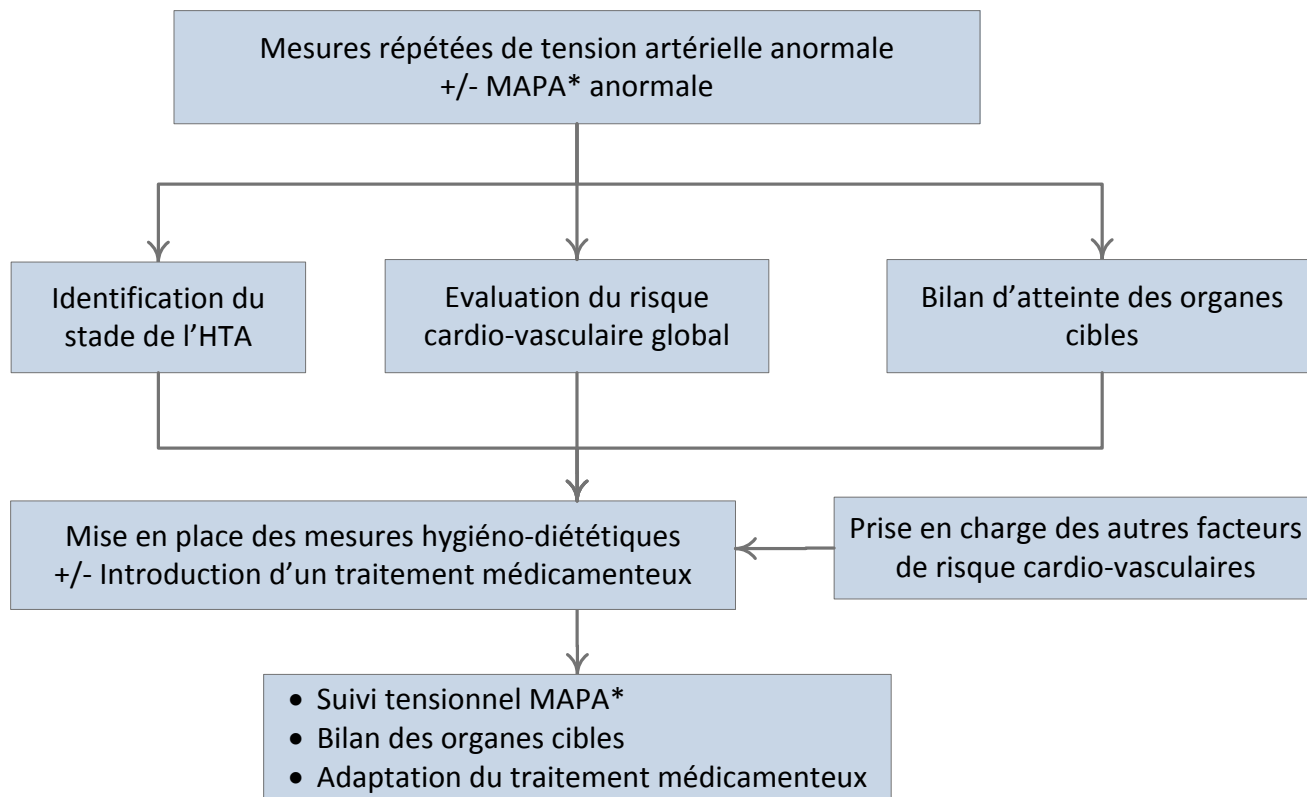 Mesures répétées de tension artérielle anormale
+/- MAPA* anormale
Identification du
stade de l’HTA
Evaluation du risque
cardio-vasculaire global
Bilan d’atteinte des organes
cibles
Mise en place des mesures hygiéno-diététiques
+/- Introduction d’un traitement médicamenteux
Prise en charge des autres facteurs
de risque cardio-vasculaires
• Suivi tensionnel MAPA*
• Bilan des organes cibles
• Adaptation du traitement médicamenteux